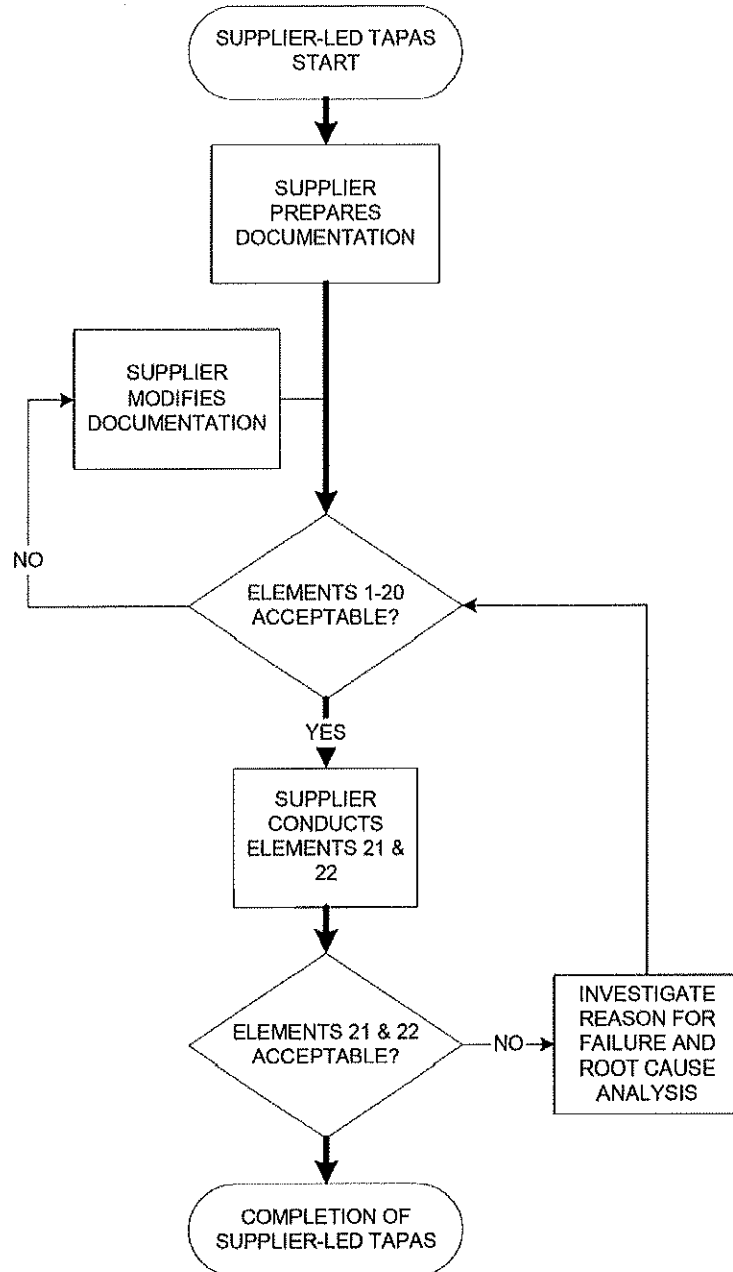 SUPPLIER-LED TAPAS
START
SUPPLIER
PREPARES
DOCUMENTATION
SUPPLIER
MODIFIES
DOCUMENTATION
NO
ELEMENTS 1-20
ACCEPTABLE?
YES
SUPPLIER
CONDUCTS
ELEMENTS 21 &
22
ELEMENTS 21 & 22
ACCEPTABLE?
NO
INVESTIGATE
REASON FOR
FAILURE AND
ROOT CAUSE
ANALYSIS
COMPLETION OF
SUPPLIER-LED TAPAS